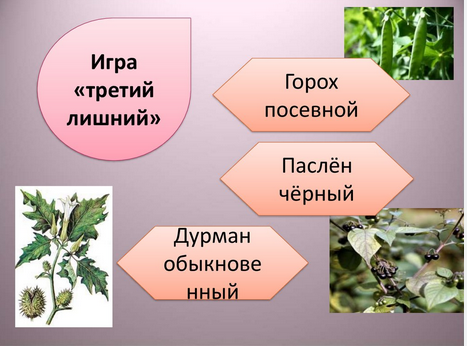 Игра
«третий
лишний»
Горох
посевной
Паслён
чёрный
Дурман
обыкнове
нный